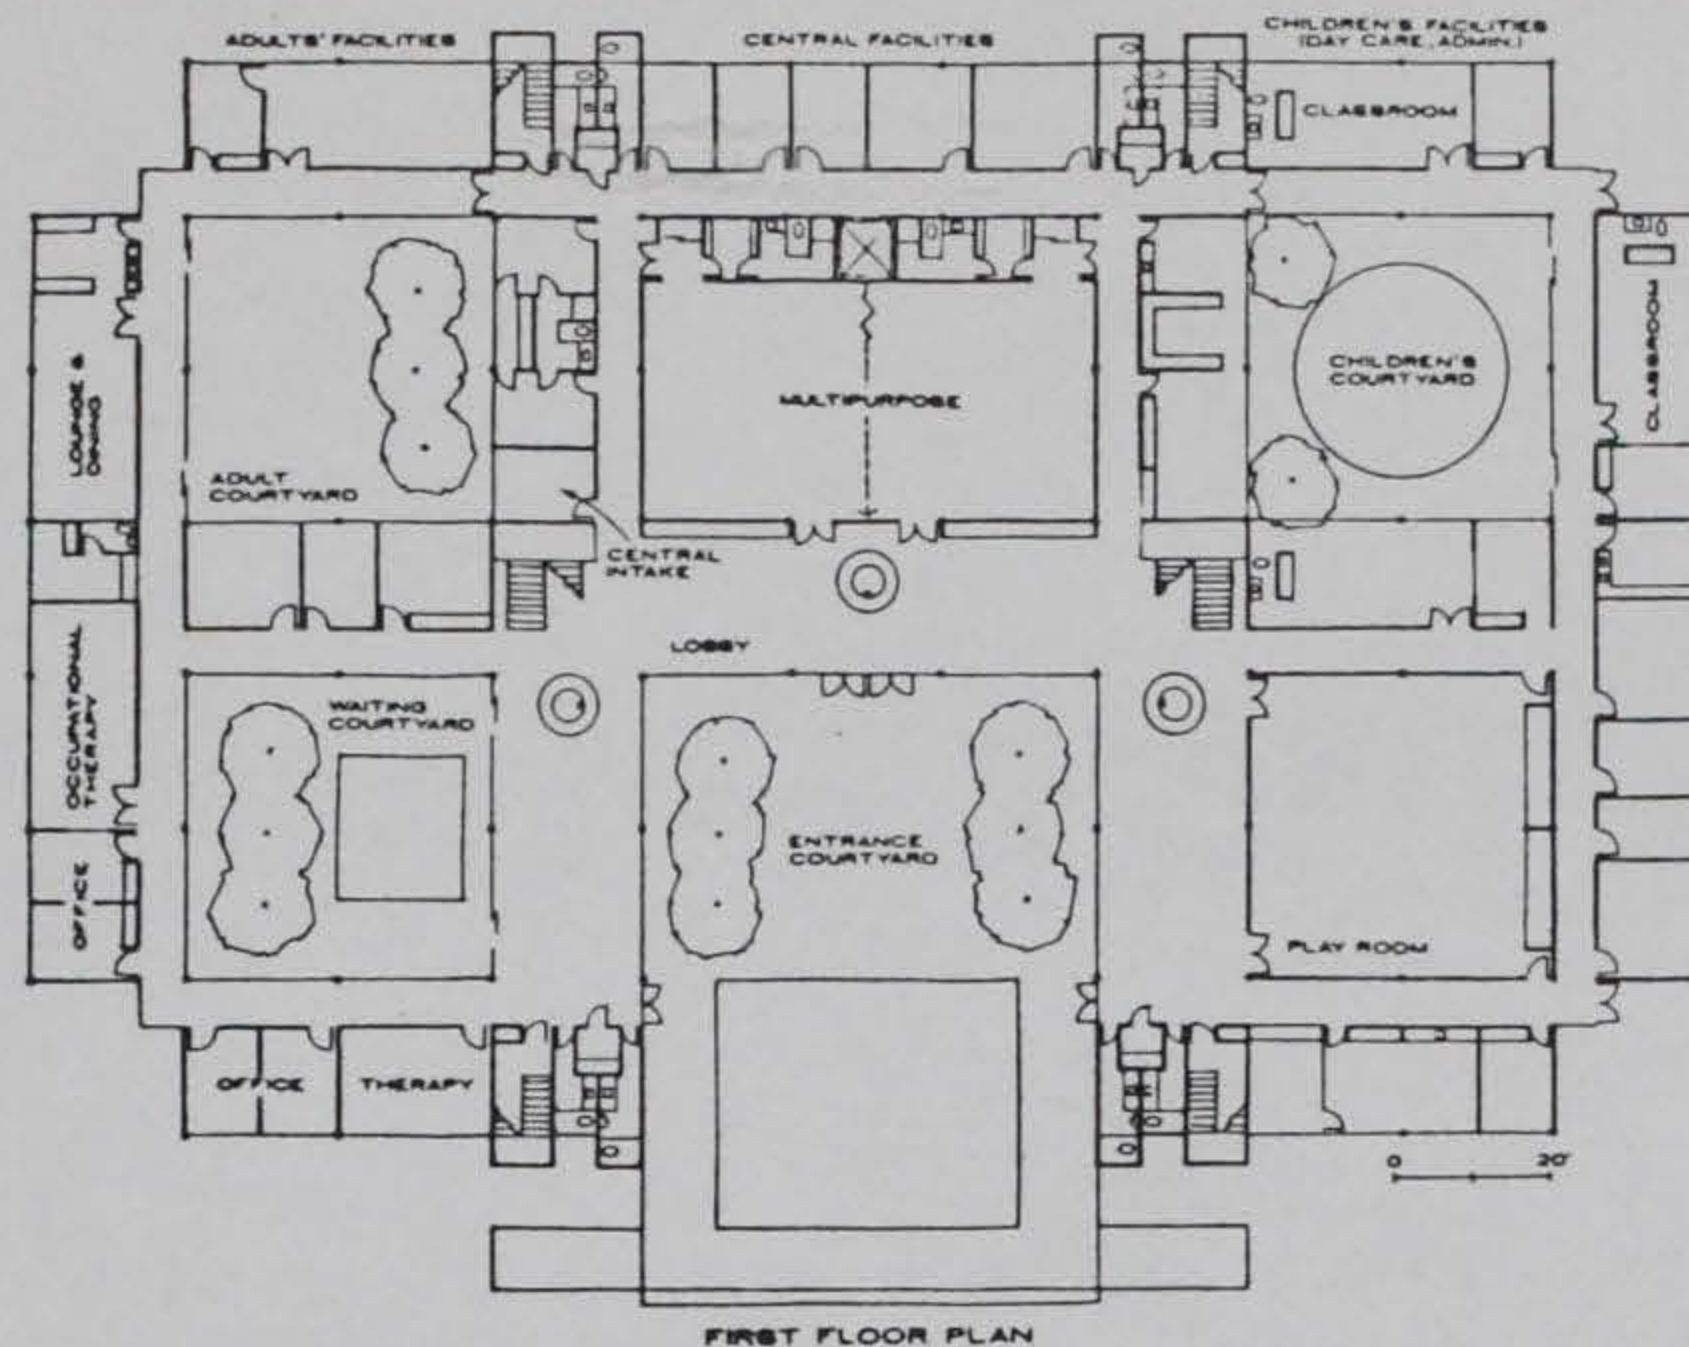 ADULTS' FACILITIES
CENTRAL FACILITIES
CHILDREN'S FACILITIES
(DAY CARE, ADMIN.)
CLASSROOM
LOUNGE &
DINING
ADULT
COURTYARD
MULTIPURPOSE
CHILDREN'S
COURTYARD
CLASSROOM
CENTRAL
INTAKE
LOBBY
OCCUPATIONAL
THERAPY
WAITING
COURTYARD
ENTRANCE
COURTYARD
OFFICE
PLAY ROOM
OFFICE
THERAPY
0 20'
FIRST FLOOR PLAN